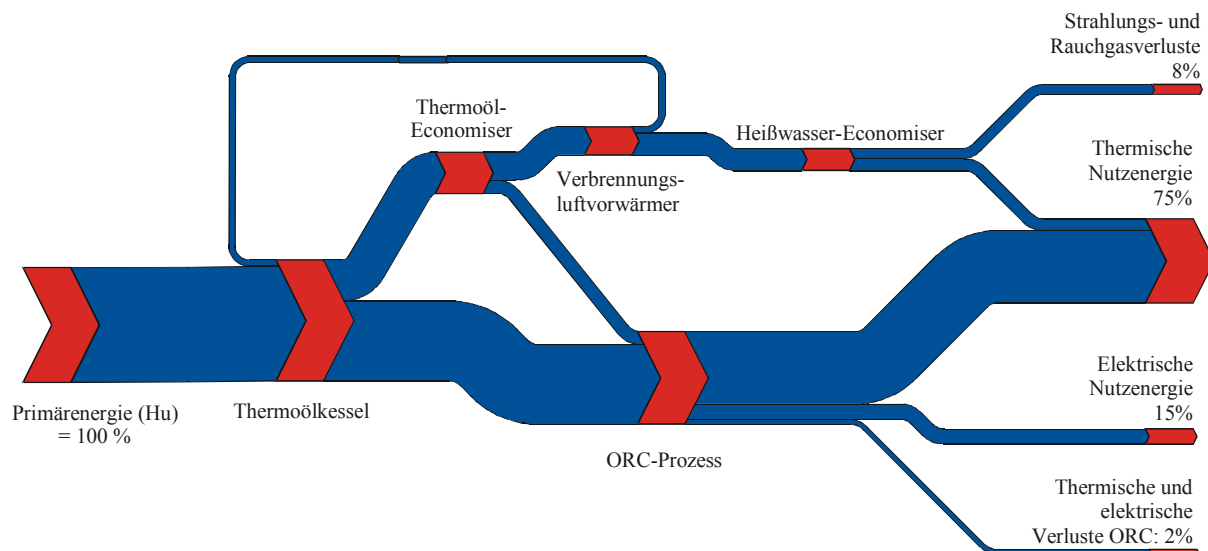 Strahlungs- und
Rauchgasverluste
8%
Thermoöl-
Economiser
Heißwasser-Economiser
Verbrennungs-
luftvorwärmer
Thermische
Nutzenergie
75%
Primärenergie (Hu)
= 100 %
Thermoölkessel
ORC-Prozess
Elektrische
Nutzenergie
15%
Thermische und
elektrische
Verluste ORC: 2%